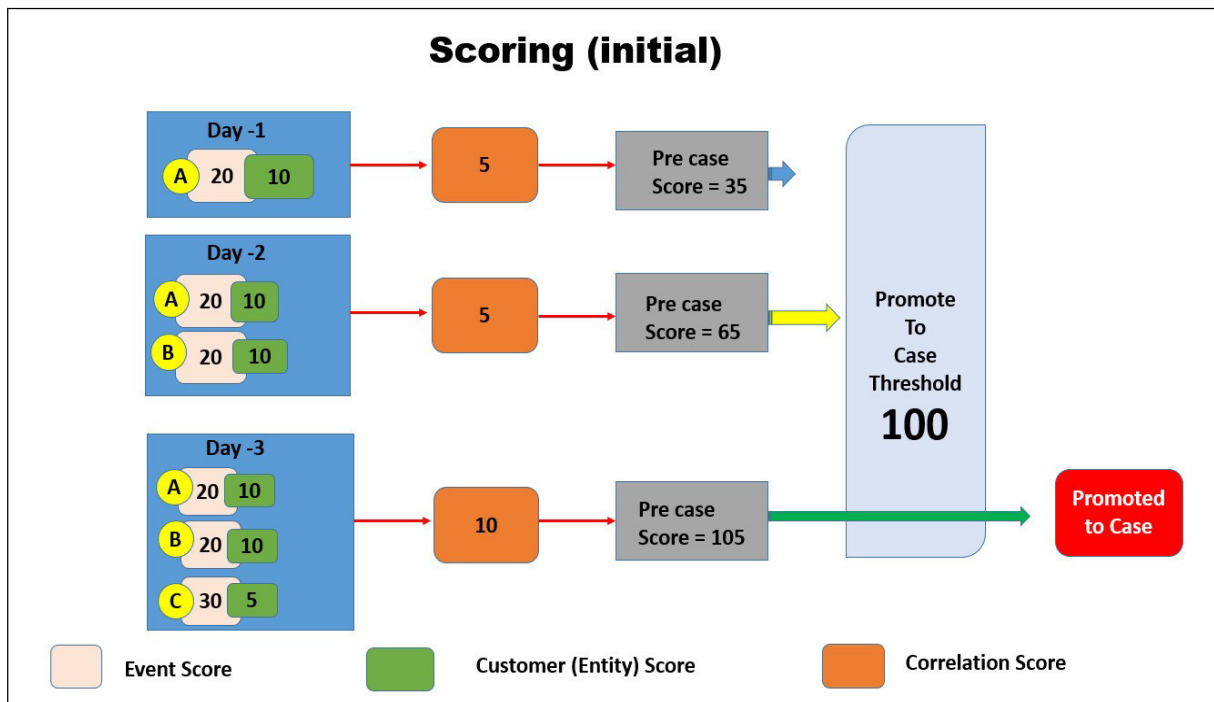 Scoring (initial)
Day -1
A 20 10
5
Pre case
Score = 35
Day -2
A 20 10
B 20 10
5
Pre case
Score = 65
Promote
To
Case
Threshold
100
Day -3
A 20 10
B 20 10
C 30 5
10
Pre case
Score = 105
Promoted
to Case
Event Score
Customer (Entity) Score
Correlation Score